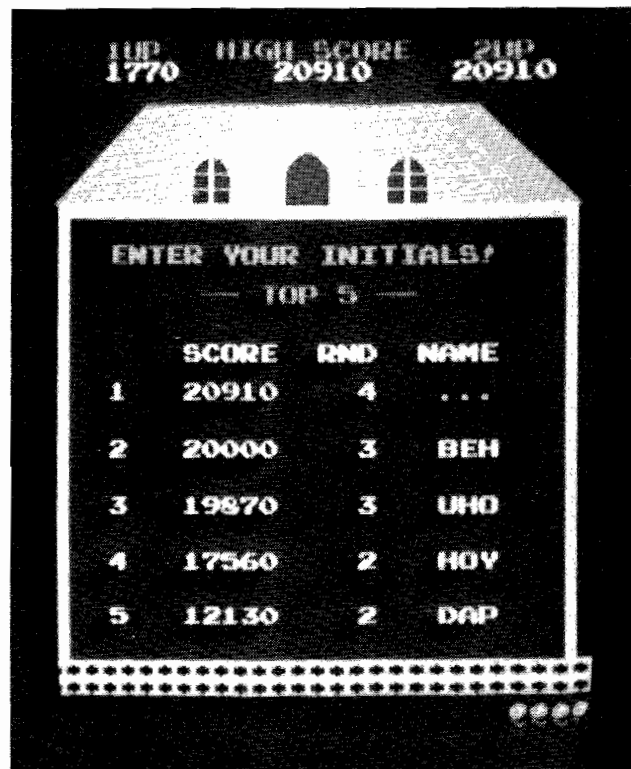 1UP HIGH SCORE 2UP
1770 20910 20910
ENTER YOUR INITIALS!
— TOP 5 —
SCORE RND NAME
1 20910 4 ...
2 20000 3 BEH
3 19870 3 UHO
4 17560 2 HOY
5 12130 2 DAP